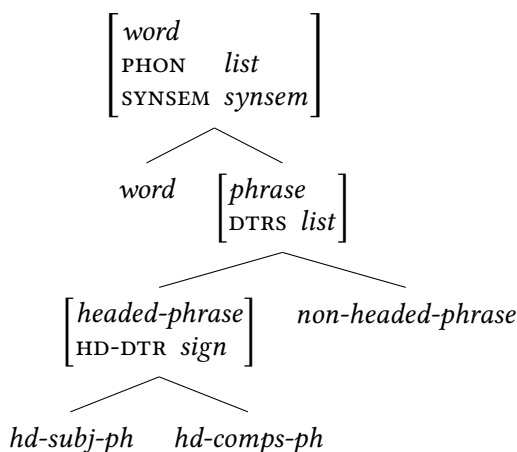 word
PHON list
SYNSEM synsem
word
phrase
DTRS list
headed-phrase
HD-DTR sign
non-headed-phrase
hd-subj-ph hd-comps-ph